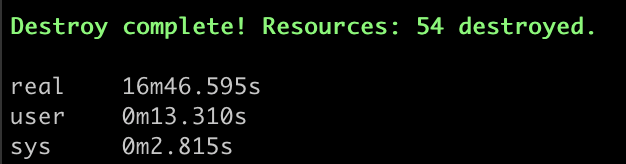 Destroy complete! Resources: 54 destroyed.
real 16m46.595s
user 0m13.310s
sys 0m2.815s